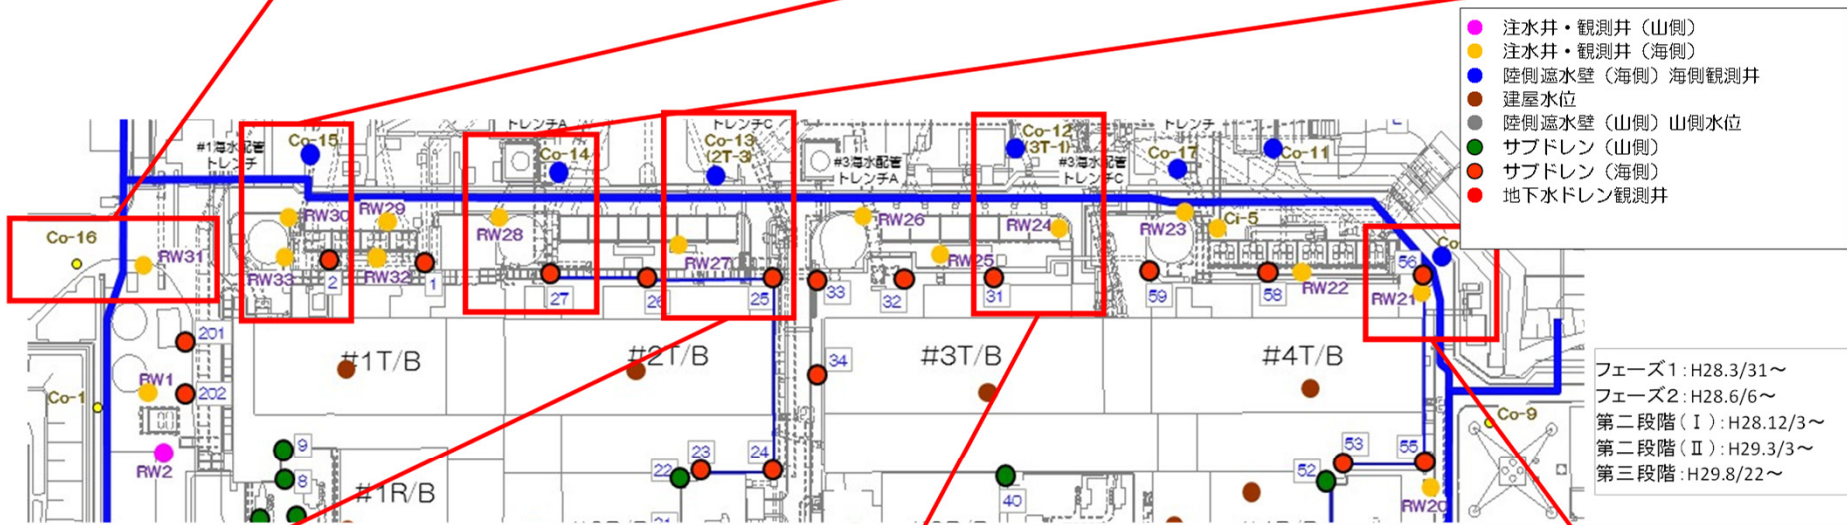 注水井・観測井（山側）
注水井・観測井（海側）
陸側遮水壁（海側）海側観測井
建屋水位
陸側遮水壁（山側）山側水位
サブドレン（山側）
サブドレン（海側）
地下水ドレン観測井
トレンチA
トレンチC
トレンチ
#1海水配管
トレンチ
Co-15
Co-14
Co-13
(2T-3)
#3海水配管
トレンチA
Co-12
(3T-1)
#3海水配管
トレンチC
Co-17
Co-11
Co-16
RW31
RW30
RW29
RW28
RW33
RW32
RW27
RW26
RW25
RW24
RW23
Ci-5
RW22
RW21
Co
56
2
1
27
26
25
33
32
31
59
58
201
202
34
RW1
Co-1
RW2
#1T/B
#2T/B
#3T/B
#4T/B
フェーズ1：H28.3/31～
フェーズ2：H28.6/6～
第二段階(Ⅰ)：H28.12/3～
第二段階(Ⅱ)：H29.3/3～
第三段階：H29.8/22～
Co-9
9
8
22
23
24
40
52
53
55
RW20
#1R/B